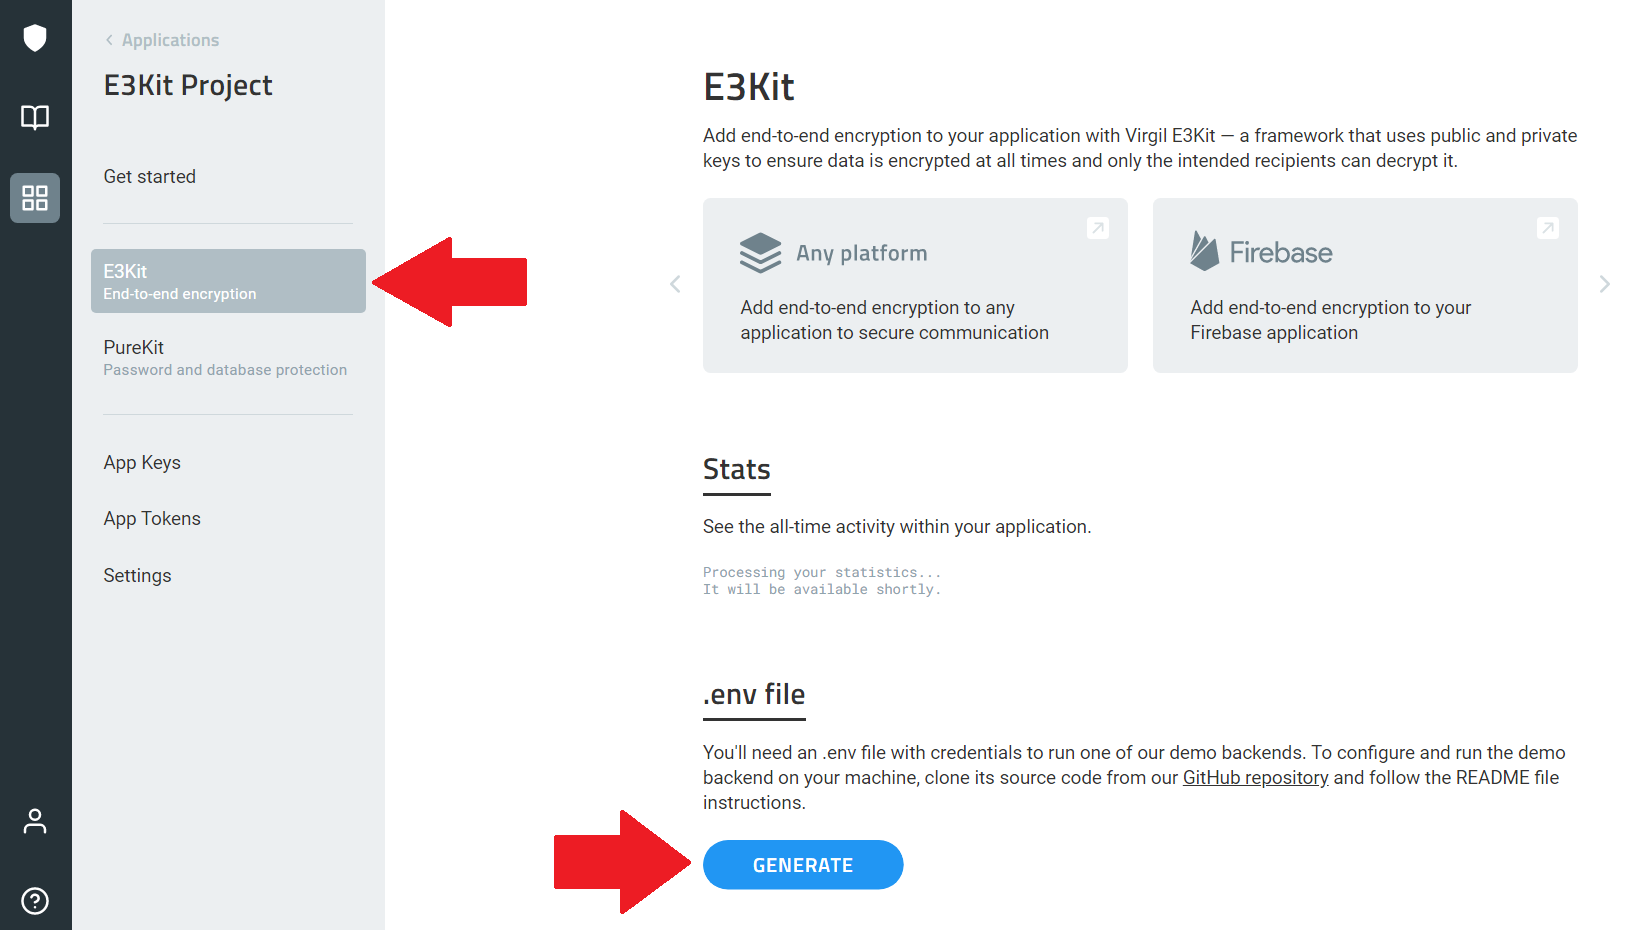 Applications
E3Kit Project
Get started
E3Kit
End-to-end encryption
PureKit
Password and database protection
App Keys
App Tokens
Settings
E3Kit
Add end-to-end encryption to your application with Virgil E3Kit — a framework that uses public and private
keys to ensure data is encrypted at all times and only the intended recipients can decrypt it.
Any platform
Add end-to-end encryption to any
application to secure communication
Firebase
Add end-to-end encryption to your
Firebase application
Stats
See the all-time activity within your application.
Processing your statistics...
It will be available shortly.
.env file
You'll need an .env file with credentials to run one of our demo backends. To configure and run the demo
backend on your machine, clone its source code from our GitHub repository and follow the README file
instructions.
GENERATE